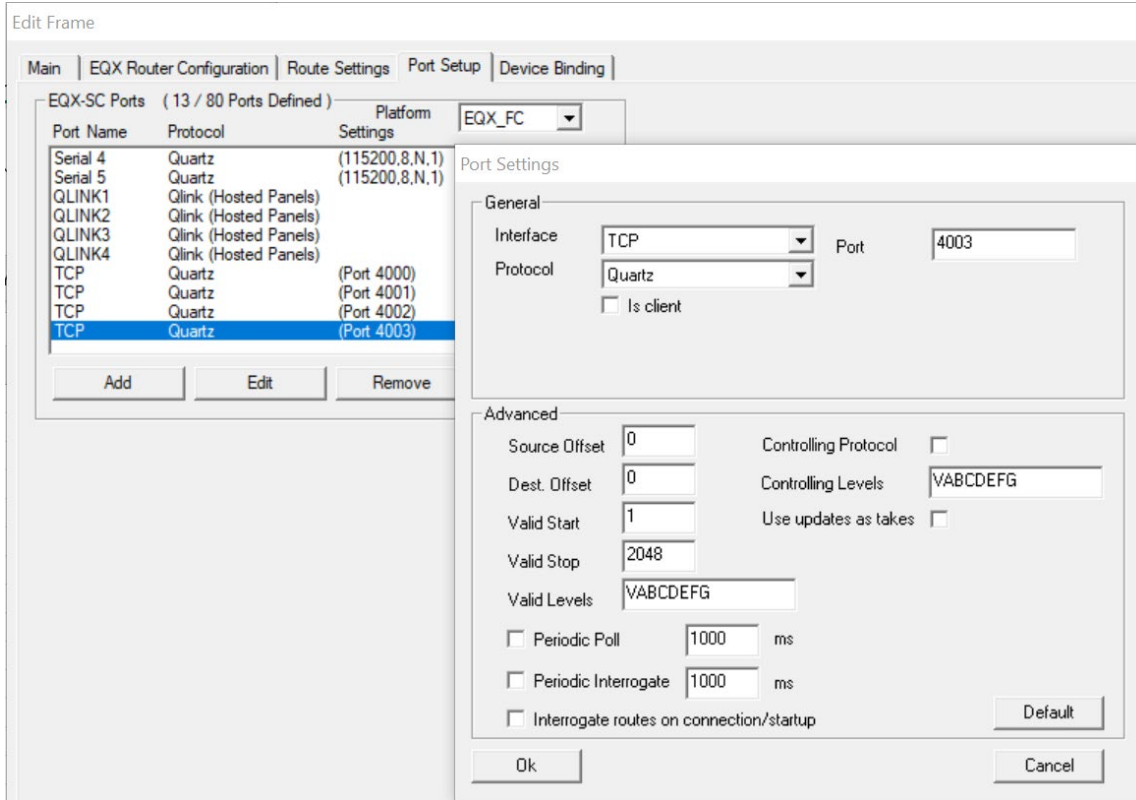 Edit Frame
Main EQX Router Configuration Route Settings Port Setup Device Binding
EQX-SC Ports ( 13 / 80 Ports Defined )
Platform EQX_FC
Port Name Protocol Settings
Serial 4 Quartz (115200,8,N,1)
Serial 5 Quartz (115200,8,N,1)
QLINK1 Qlink (Hosted Panels)
QLINK2 Qlink (Hosted Panels)
QLINK3 Qlink (Hosted Panels)
QLINK4 Qlink (Hosted Panels)
TCP Quartz (Port 4000)
TCP Quartz (Port 4001)
TCP Quartz (Port 4002)
TCP Quartz (Port 4003)
Add Edit Remove
Port Settings
General
Interface TCP Port 4003
Protocol Quartz
Is client
Advanced
Source Offset 0 Controlling Protocol
Dest. Offset 0 Controlling Levels VABCDEFG
Valid Start 1 Use updates as takes
Valid Stop 2048
Valid Levels VABCDEFG
Periodic Poll 1000 ms
Periodic Interrogate 1000 ms
Interrogate routes on connection/startup Default
Ok Cancel